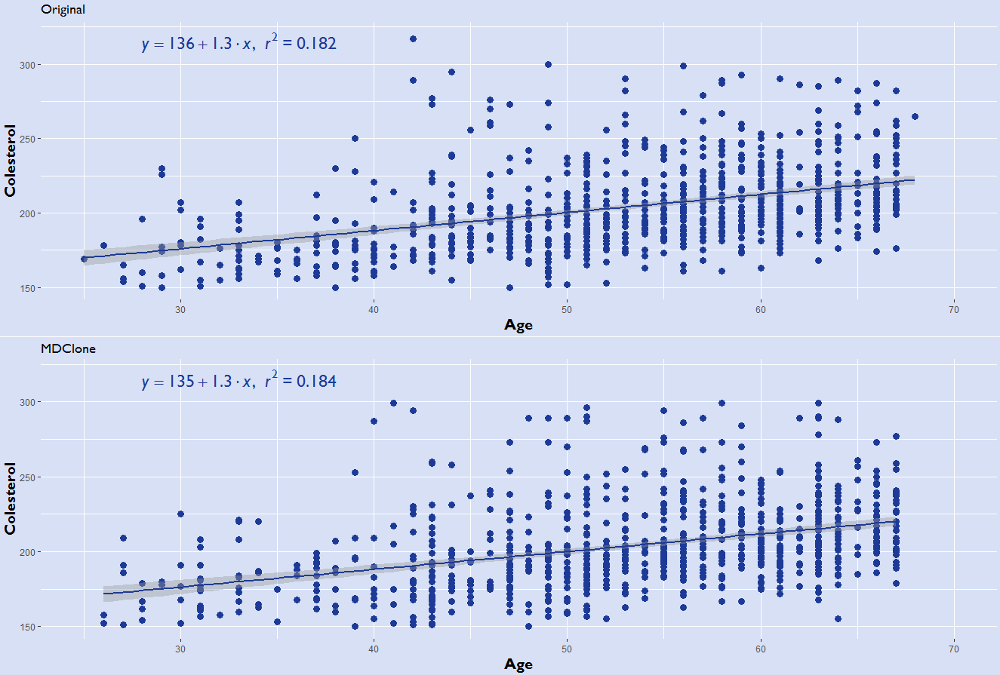 Original
y = 136 + 1.3 · x, r² = 0.182
300
250
200
150
Colesterol
30 40 50 60 70
Age
MDClone
y = 135 + 1.3 · x, r² = 0.184
300
250
200
150
Colesterol
30 40 50 60 70
Age